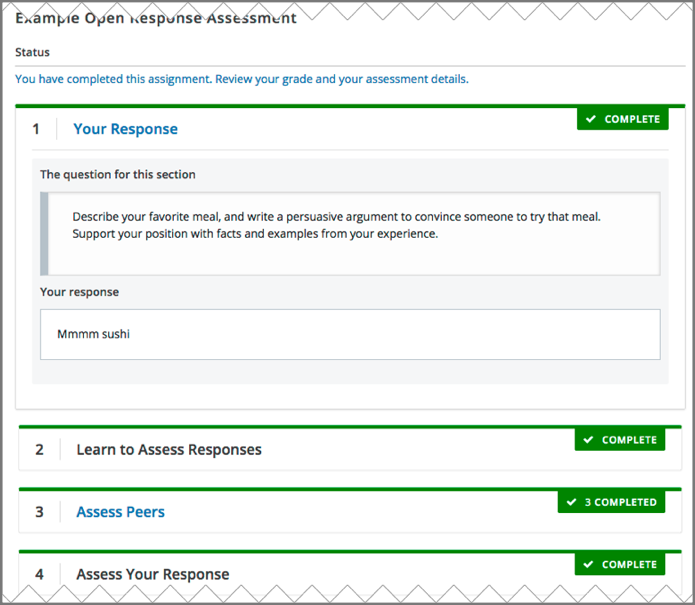 Example Open Response Assessment
Status
You have completed this assignment. Review your grade and your assessment details.
COMPLETE
1 Your Response
The question for this section
Describe your favorite meal, and write a persuasive argument to convince someone to try that meal.
Support your position with facts and examples from your experience.
Your response
Mmmm sushi
COMPLETE
2 Learn to Assess Responses
3 COMPLETED
3 Assess Peers
COMPLETE
4 Assess Your Response